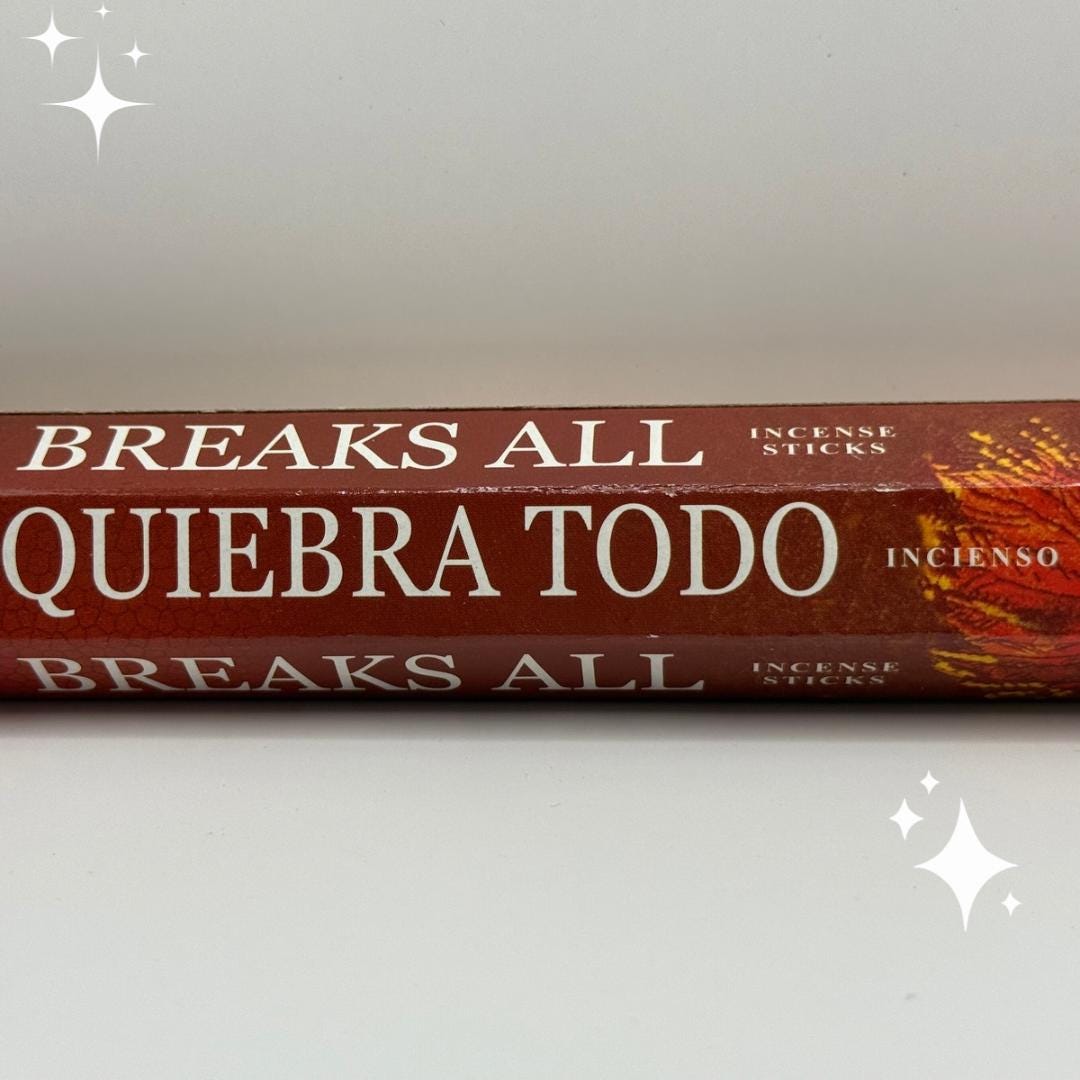 BREAKS ALL
INCENSE
STICKS
QUIEBRA TODO
INCIENSO
BREAKS ALL
INCENSE
STICKS